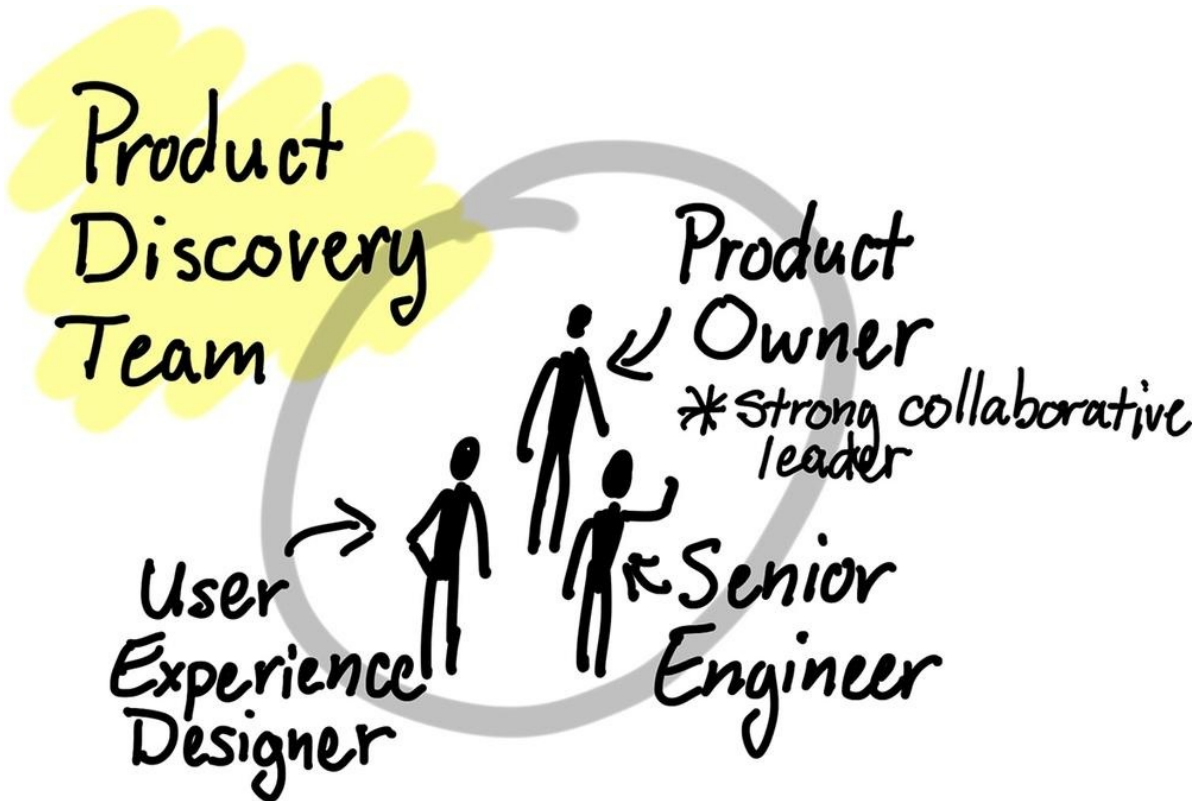 Product
Discovery
Team
Product
Owner
* Strong collaborative
leader
User
Experience
Designer
Senior
Engineer